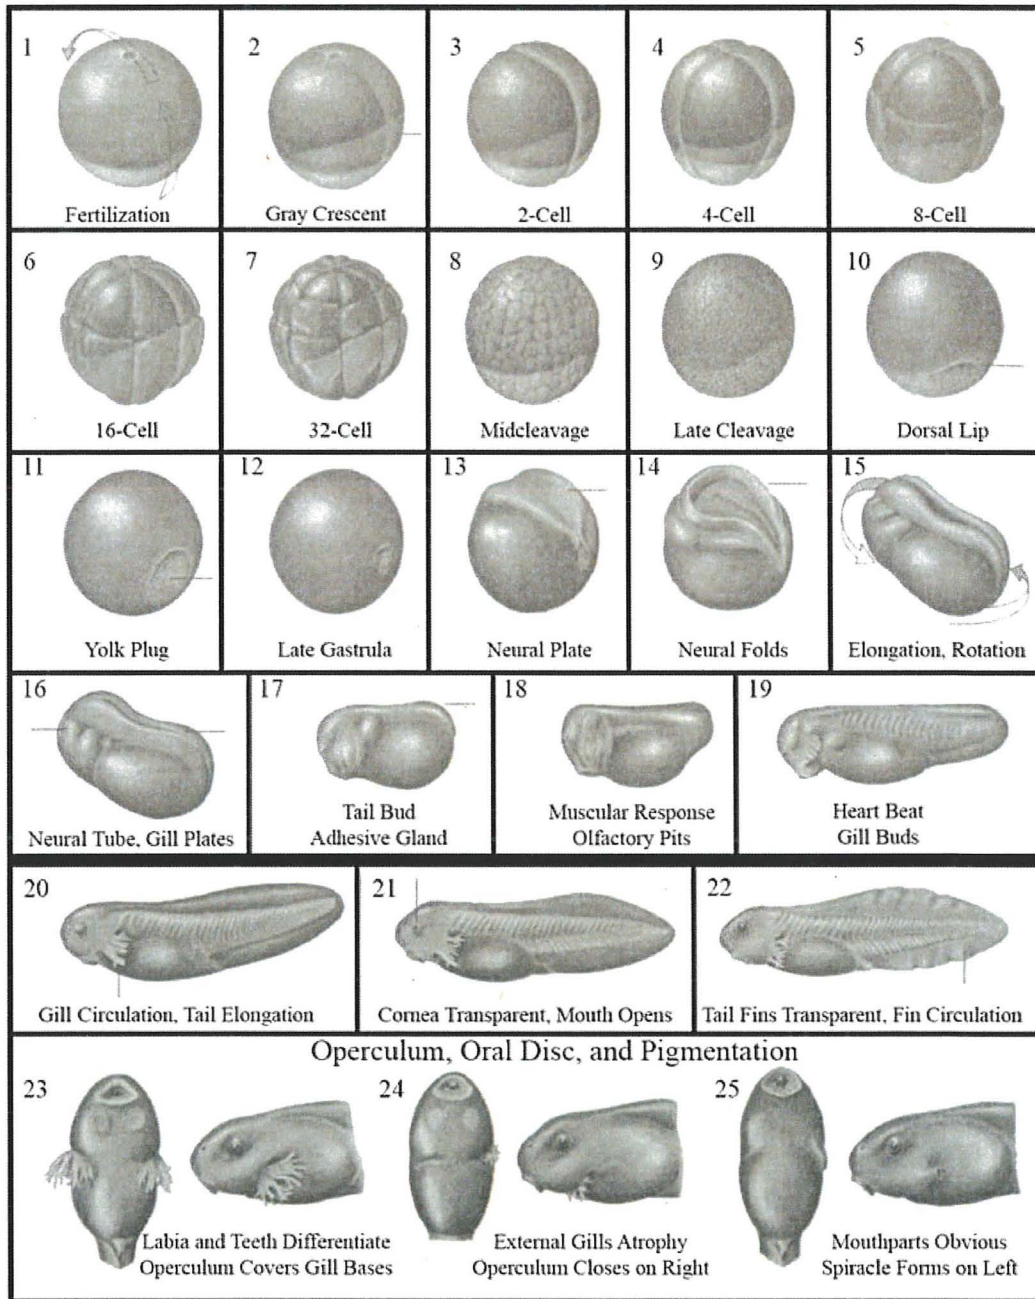 1
Fertilization
2
Gray Crescent
3
2-Cell
4
4-Cell
5
8-Cell
6
16-Cell
7
32-Cell
8
Midcleavage
9
Late Cleavage
10
Dorsal Lip
11
Yolk Plug
12
Late Gastrula
13
Neural Plate
14
Neural Folds
15
Elongation, Rotation
16
Neural Tube, Gill Plates
17
Tail Bud
Adhesive Gland
18
Muscular Response
Olfactory Pits
19
Heart Beat
Gill Buds
20
Gill Circulation, Tail Elongation
21
Cornea Transparent, Mouth Opens
22
Tail Fins Transparent, Fin Circulation
Operculum, Oral Disc, and Pigmentation
23
Labia and Teeth Differentiate
Operculum Covers Gill Bases
24
External Gills Atrophy
Operculum Closes on Right
25
Mouthparts Obvious
Spiracle Forms on Left